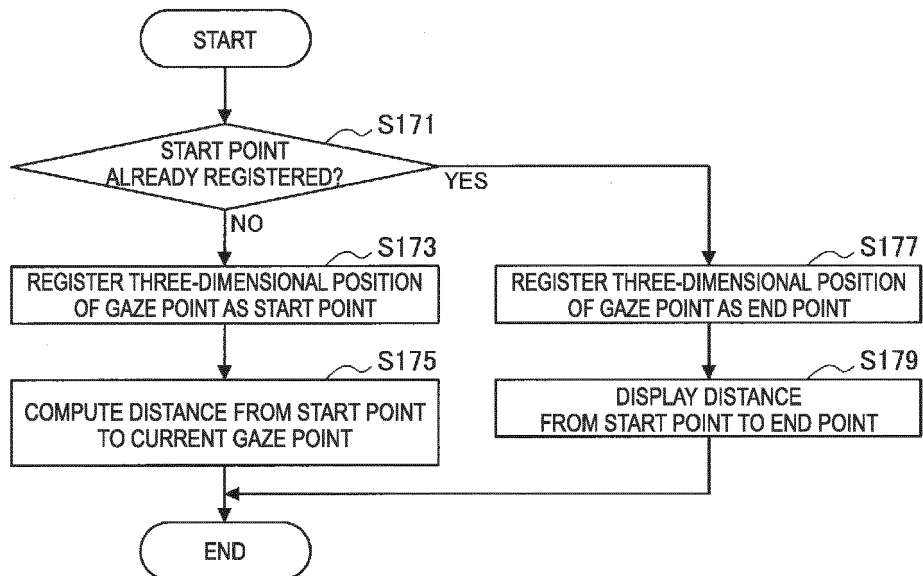 START
S171
START POINT
ALREADY REGISTERED?
YES
NO
S173
REGISTER THREE-DIMENSIONAL POSITION
OF GAZE POINT AS START POINT
S177
REGISTER THREE-DIMENSIONAL POSITION
OF GAZE POINT AS END POINT
S175
COMPUTE DISTANCE FROM START POINT
TO CURRENT GAZE POINT
S179
DISPLAY DISTANCE
FROM START POINT TO END POINT
END